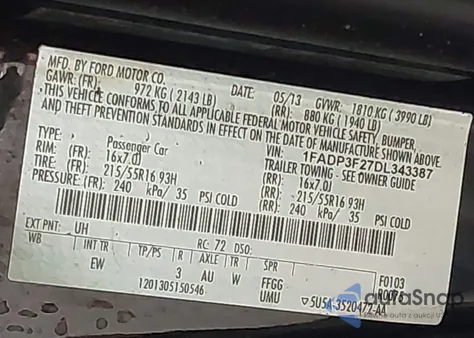 MFD. BY FORD MOTOR CO.
DATE: 05/13 GVWR: 1810 KG (3990 LB)
GAWR: (FR) 972 KG (2143 LB) (RR): 880 KG (1940 LB)
THIS VEHICLE CONFORMS TO ALL APPLICABLE FEDERAL MOTOR VEHICLE SAFETY, BUMPER,
AND THEFT PREVENTION STANDARDS IN EFFECT ON THE DATE OF MANUFACTURE SHOWN ABOVE.
VIN: 1FADP3F27DL343387
TYPE: Passenger Car TRAILER TOWING - SEE OWNER GUIDE
RIM: (FR): 16x7.0J (RR): 16x7.0J
TIRE: (FR): 215/55R16 93H (RR): 215/55R16 93H
PRESSURE: (FR): 240 kPa/ 35 PSI COLD (RR): 240 kPa/ 35 PSI COLD
EXT PNT: UH RC: 72 DSO: F0103
WB INT TR TP/PS R AXLE TR SPR
EW 3 AU W FFGG
UMU
1201305150546
5U5A-3520472-AA
autaSnap